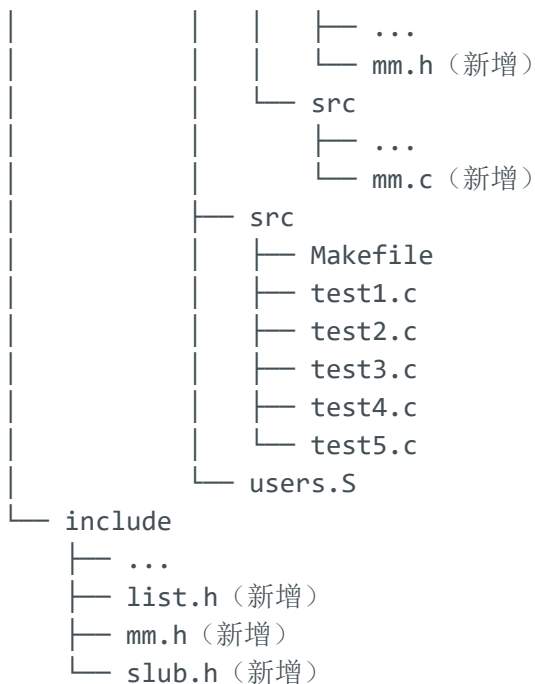 │           │   │   ├── ...
│           │   │   └── mm.h（新增）
│           │   └── src
│           │       ├── ...
│           │       └── mm.c（新增）
│           ├── src
│           │   ├── Makefile
│           │   ├── test1.c
│           │   ├── test2.c
│           │   ├── test3.c
│           │   ├── test4.c
│           │   └── test5.c
│           └── users.S
└── include
    ├── ...
    ├── list.h（新增）
    ├── mm.h（新增）
    └── slub.h（新增）